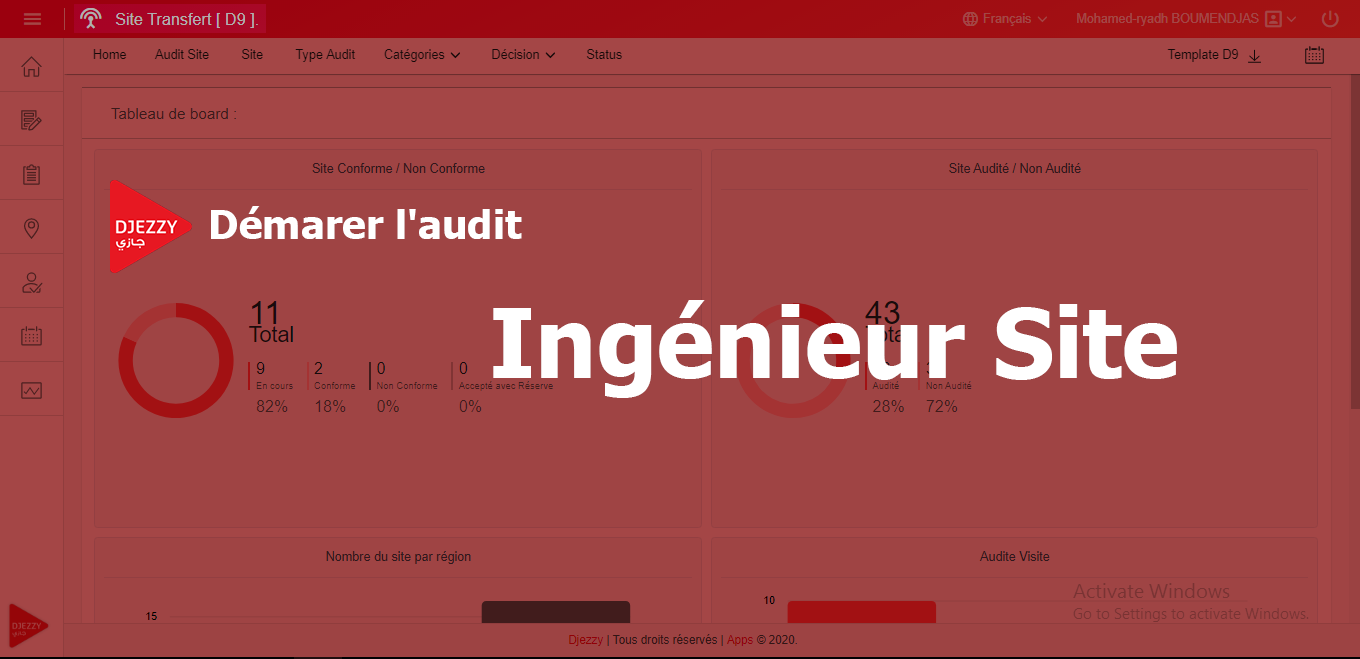 Site Transfert [ D9 ].
Français
Mohamed-ryadh BOUMENDJAS
Home Audit Site Site Type Audit Catégories Décision Status
Template D9
Tableau de board :
Site Conforme / Non Conforme
Site Audité / Non Audité
DJEZZY
جازي
Démarer l'audit
Ingénieur Site
11
Total
9
En cours
82%
2
Conforme
18%
0
Non Conforme
0%
0
Accepté avec Réserve
0%
43
Audité
28%
Non Audité
72%
Nombre du site par région
15
Audite Visite
10
Activate Windows
Go to Settings to activate Windows.
DJEZZY
جازي
Djezzy | Tous droits réservés | Apps © 2020.